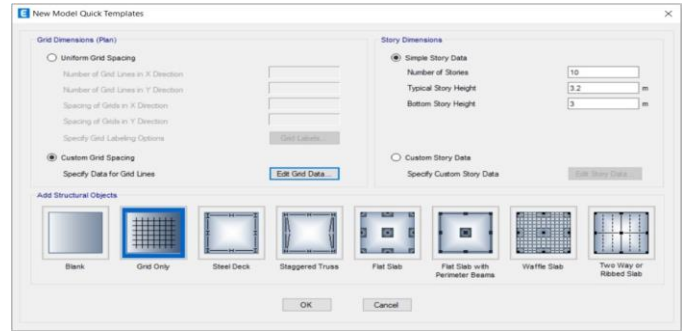 New Model Quick Templates
Grid Dimensions (Plan)
Uniform Grid Spacing
Number of Grid Lines in X Direction
Number of Grid Lines in Y Direction
Spacing of Grids in X Direction
Spacing of Grids in Y Direction
Specify Grid Labeling Options
Grid Labels...
Custom Grid Spacing
Specify Data for Grid Lines
Edit Grid Data...
Story Dimensions
Simple Story Data
Number of Stories 10
Typical Story Height 3.2 m
Bottom Story Height 3 m
Custom Story Data
Specify Custom Story Data
Edit Story Data...
Add Structural Objects
Blank
Grid Only
Steel Deck
Staggered Truss
Flat Slab
Flat Slab with
Perimeter Beams
Waffle Slab
Two Way or
Ribbed Slab
OK
Cancel